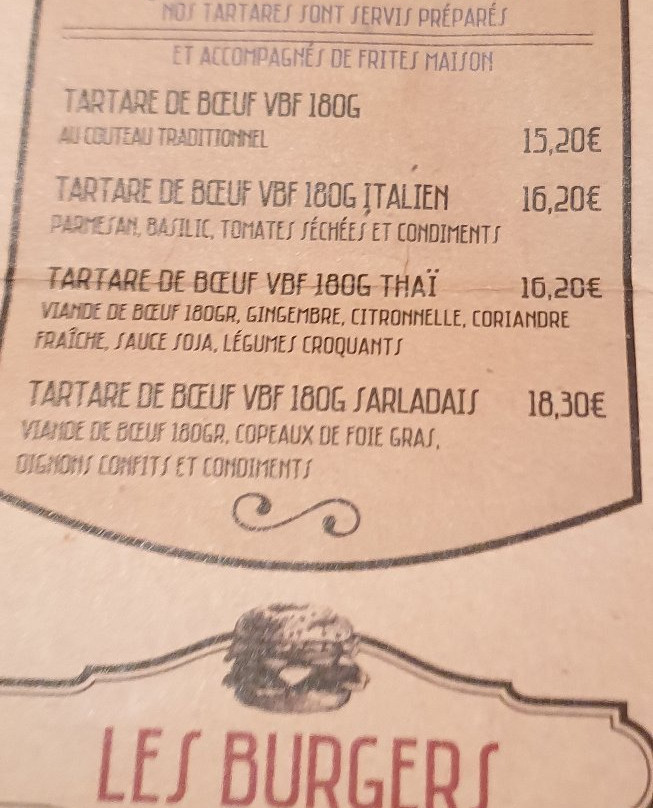 NOS TARTARES SONT SERVIS PRÉPARÉS
ET ACCOMPAGNÉS DE FRITES MAISON
TARTARE DE BŒUF VBF 180G
AU COUTEAU TRADITIONNEL 15,20€
TARTARE DE BŒUF VBF 180G ITALIEN 16,20€
PARMESAN, BASILIC, TOMATES SÉCHÉES ET CONDIMENTS
TARTARE DE BŒUF VBF 180G THAÏ 16,20€
VIANDE DE BŒUF 180GR, GINGEMBRE, CITRONNELLE, CORIANDRE
FRAÎCHE, SAUCE SOJA, LÉGUMES CROQUANTS
TARTARE DE BŒUF VBF 180G SARLADAIS 18,30€
VIANDE DE BŒUF 180GR, COPEAUX DE FOIE GRAS,
OIGNONS CONFITS ET CONDIMENTS
LES BURGERS